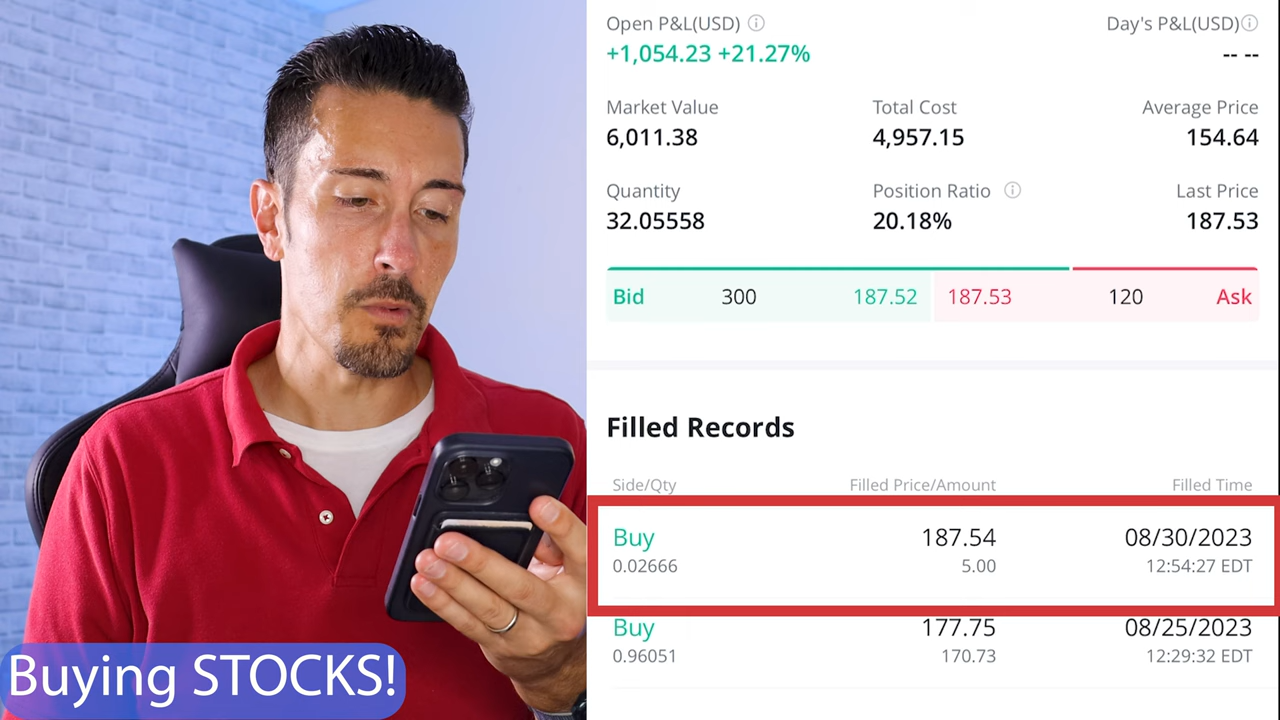 Open P&L(USD) Day's P&L(USD)
+1,054.23 +21.27% -- --
Market Value Total Cost Average Price
6,011.38 4,957.15 154.64
Quantity Position Ratio Last Price
32.05558 20.18% 187.53
Bid 300 187.52 187.53 120 Ask
Filled Records
Side/Qty Filled Price/Amount Filled Time
Buy 187.54 08/30/2023
0.02666 5.00 12:54:27 EDT
Buy 177.75 08/25/2023
0.96051 170.73 12:29:32 EDT
Buying STOCKS!